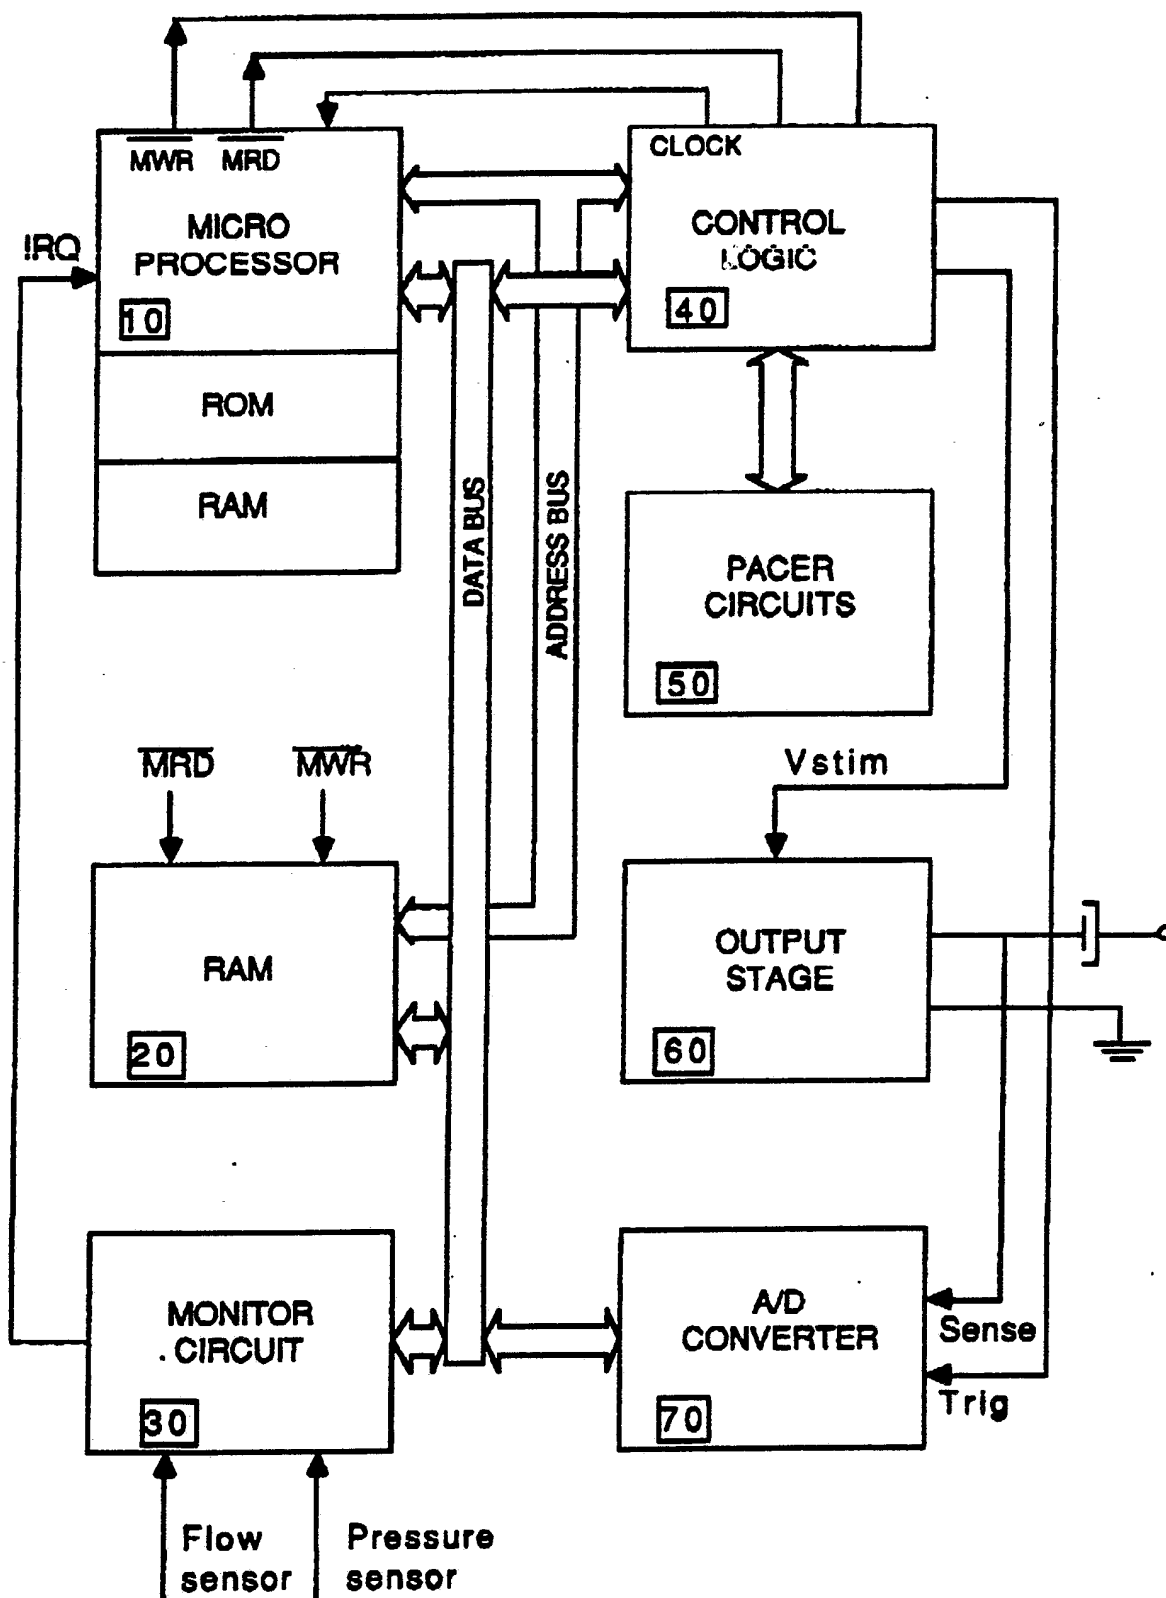 MWR MRD
MICRO
PROCESSOR
10
ROM
RAM
IRQ
CLOCK
CONTROL
LOGIC
40
DATA BUS
ADDRESS BUS
PACER
CIRCUITS
50
MRD MWR
RAM
20
Vstim
OUTPUT
STAGE
60
MONITOR
CIRCUIT
30
A/D
CONVERTER
70
Sense
Trig
Flow
sensor
Pressure
sensor